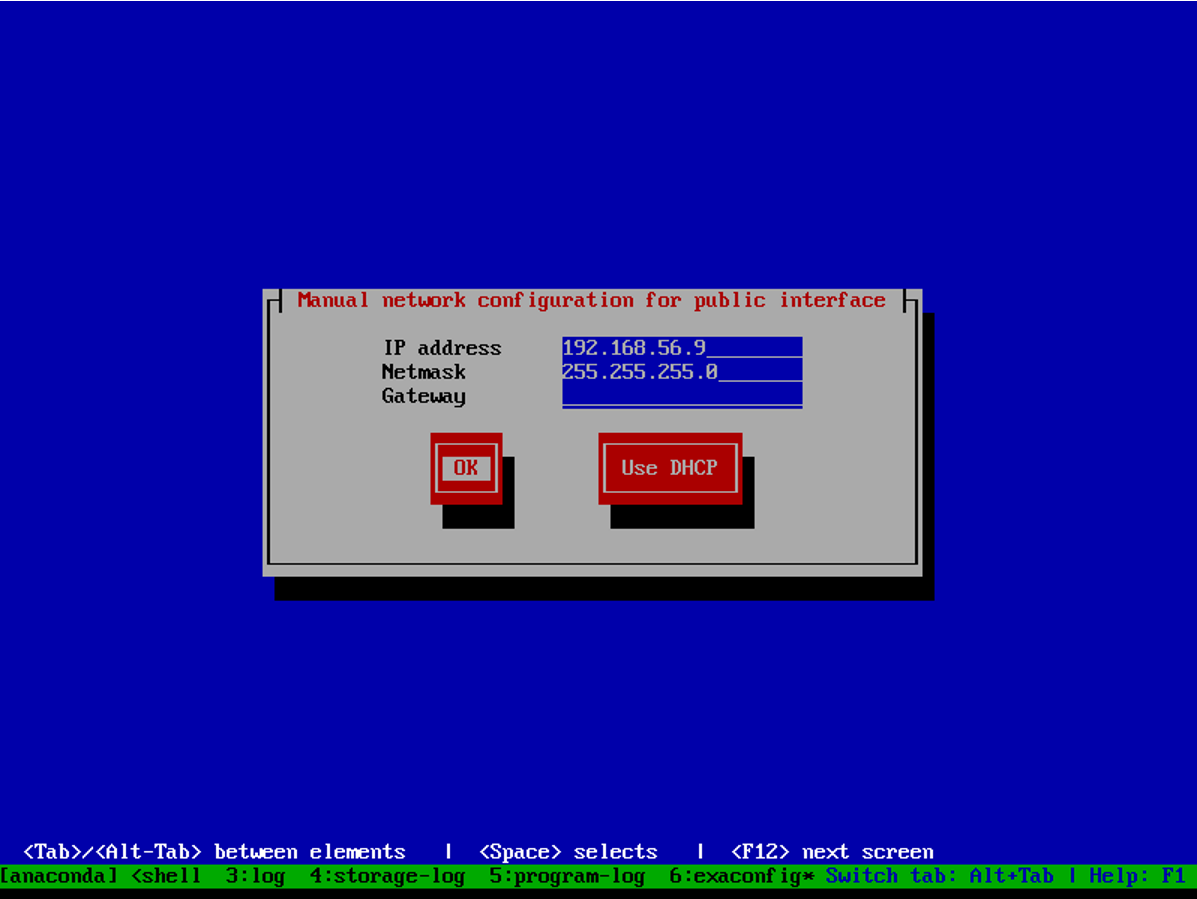 Manual network configuration for public interface
IP address 192.168.56.9
Netmask 255.255.255.0
Gateway
OK Use DHCP
<Tab>/<Alt-Tab> between elements | <Space> selects | <F12> next screen
[anaconda] <shell 3:log 4:storage-log 5:program-log 6:exaconfig* Switch tab: Alt+Tab | Help: F1